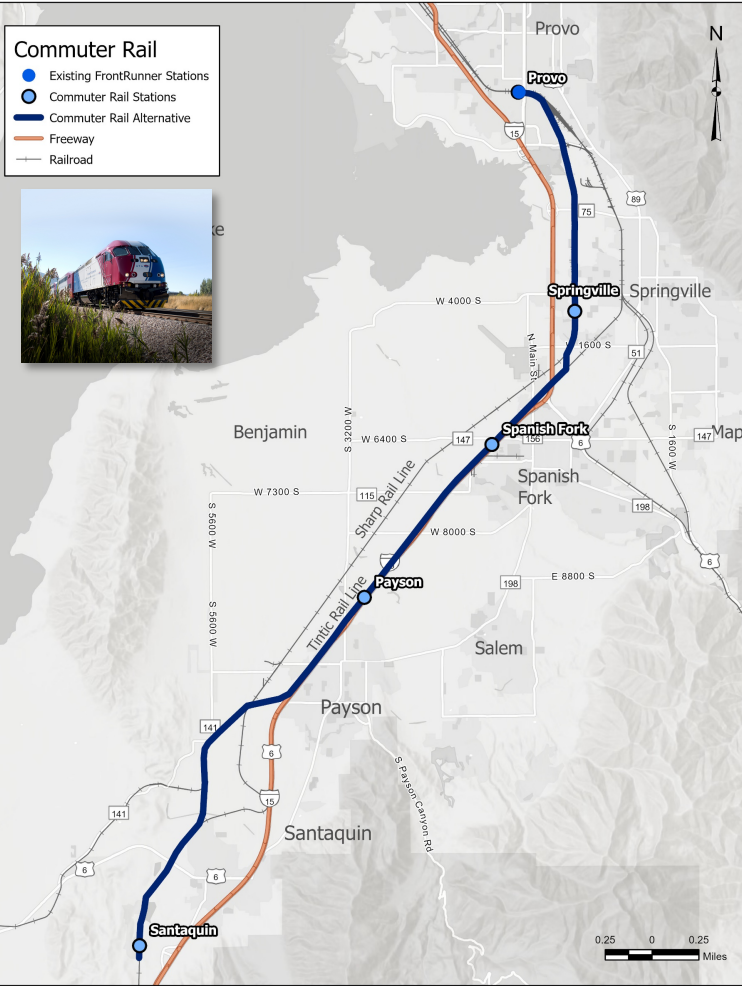 Commuter Rail
Existing FrontRunner Stations
Commuter Rail Stations
Commuter Rail Alternative
Freeway
Railroad
Provo
N
Provo
15
89
75
ke
Springville
Springville
W 4000 S
N Main St
1600 S
51
Benjamin
S 3200 W
W 6400 S
147
Spanish Fork
156
6
S 1600 W
147
Map
Spanish
Fork
Sharp Rail Line
W 7300 S
115
198
S 5600 W
W 8000 S
6
Payson
198
E 8800 S
Tintic Rail Line
S 5600 W
Salem
Payson
141
6
S Payson Canyon Rd
15
141
Santaquin
6
6
Santaquin
0.25 0 0.25
Miles